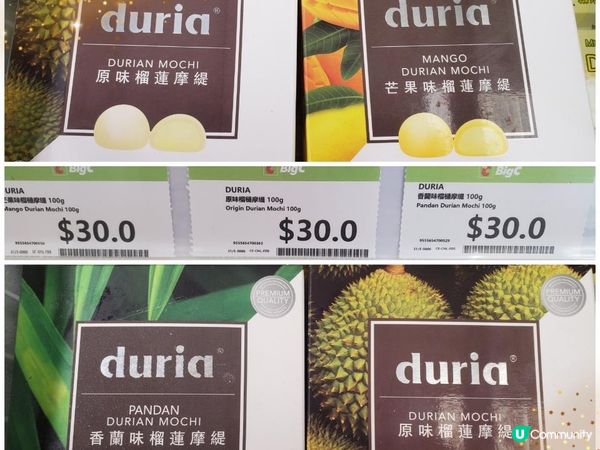 duria®
DURIAN MOCHI
原味榴蓮摩緹
duria®
MANGO
DURIAN MOCHI
芒果味榴蓮摩緹
BigC
芒果味榴槤摩緹 100g
Mango Durian Mochi 100g
$30.0
BigC
DURIA
原味榴槤摩緹 100g
Origin Durian Mochi 100g
$30.0
BigC
DURIA
香蘭味榴槤摩緹 100g
Pandan Durian Mochi 100g
$30.0
duria®
PANDAN
DURIAN MOCHI
香蘭味榴蓮摩緹
PREMIUM
QUALITY
duria®
DURIAN MOCHI
原味榴蓮摩緹
PREMIUM
QUALITY
U Community